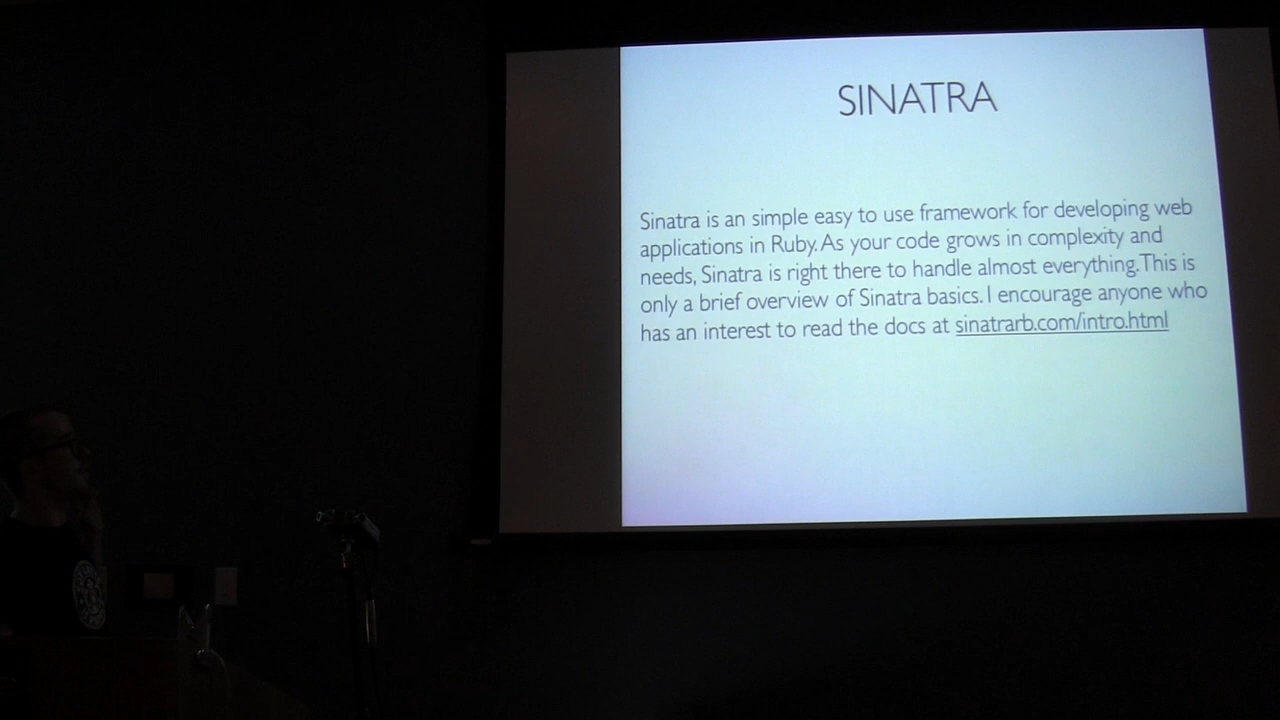 SINATRA
Sinatra is an simple easy to use framework for developing web
applications in Ruby. As your code grows in complexity and
needs, Sinatra is right there to handle almost everything. This is
only a brief overview of Sinatra basics. I encourage anyone who
has an interest to read the docs at sinatrarb.com/intro.html